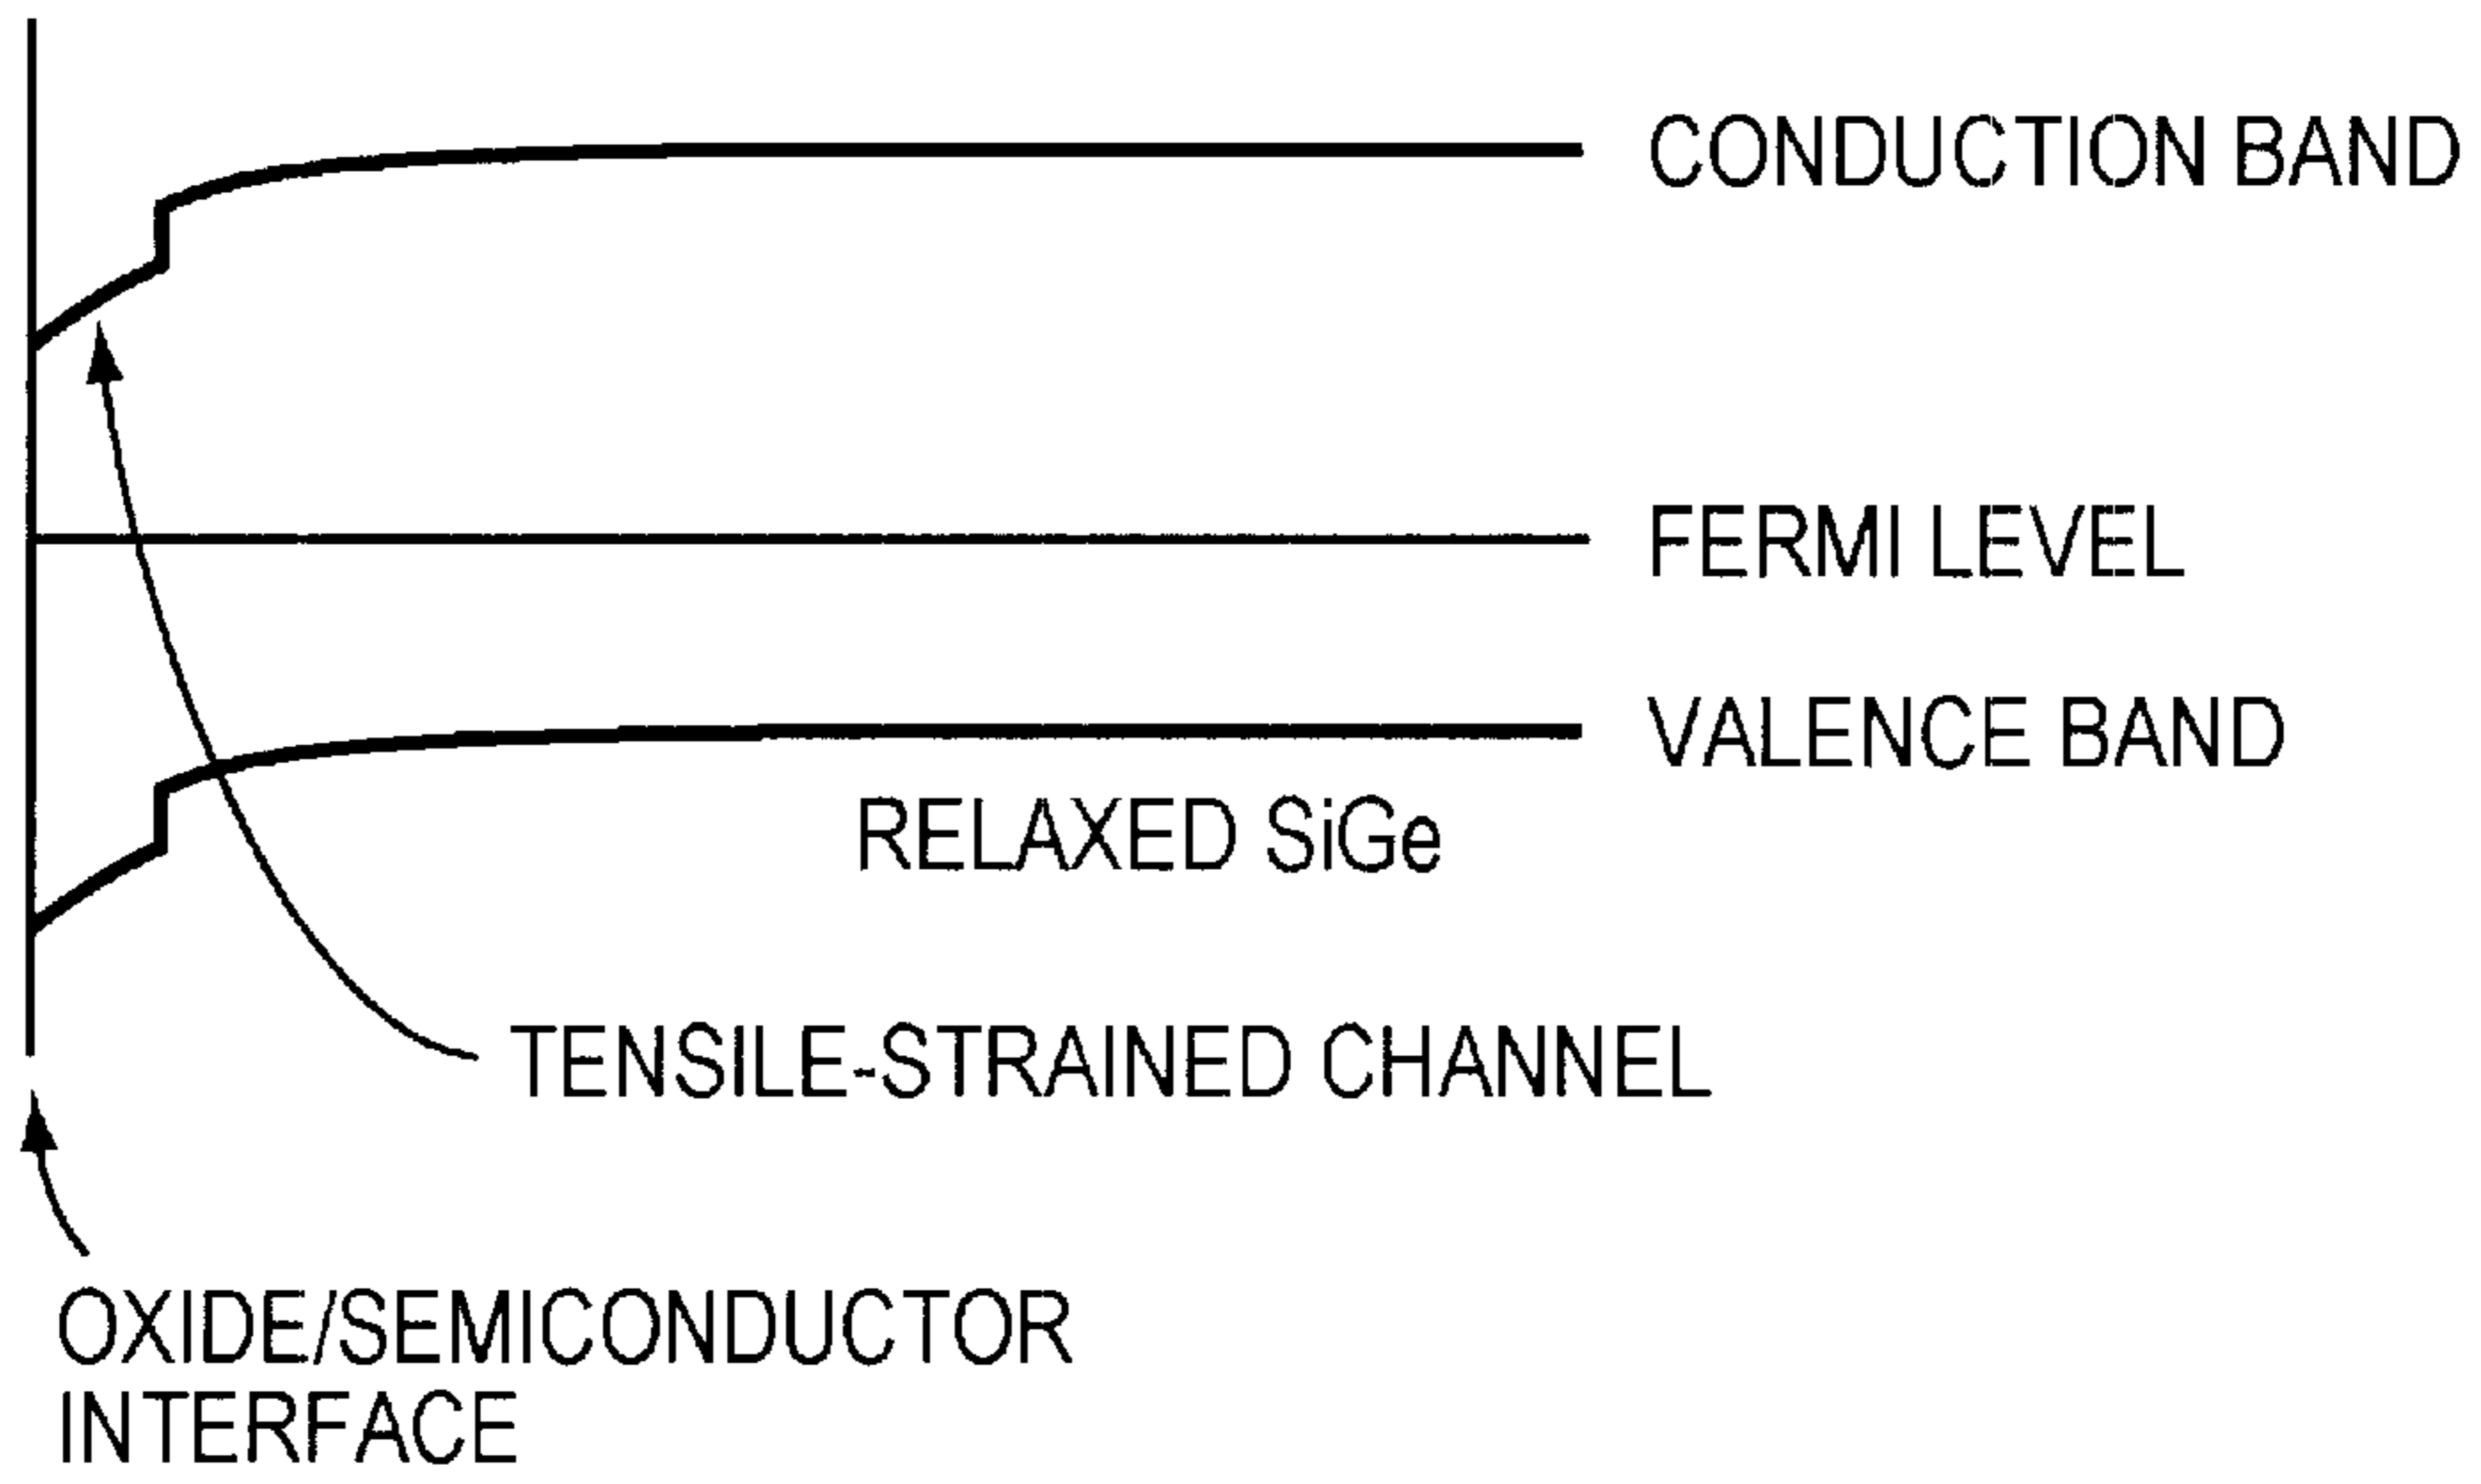 CONDUCTION BAND
FERMI LEVEL
VALENCE BAND
RELAXED SiGe
TENSILE-STRAINED CHANNEL
OXIDE/SEMICONDUCTOR
INTERFACE